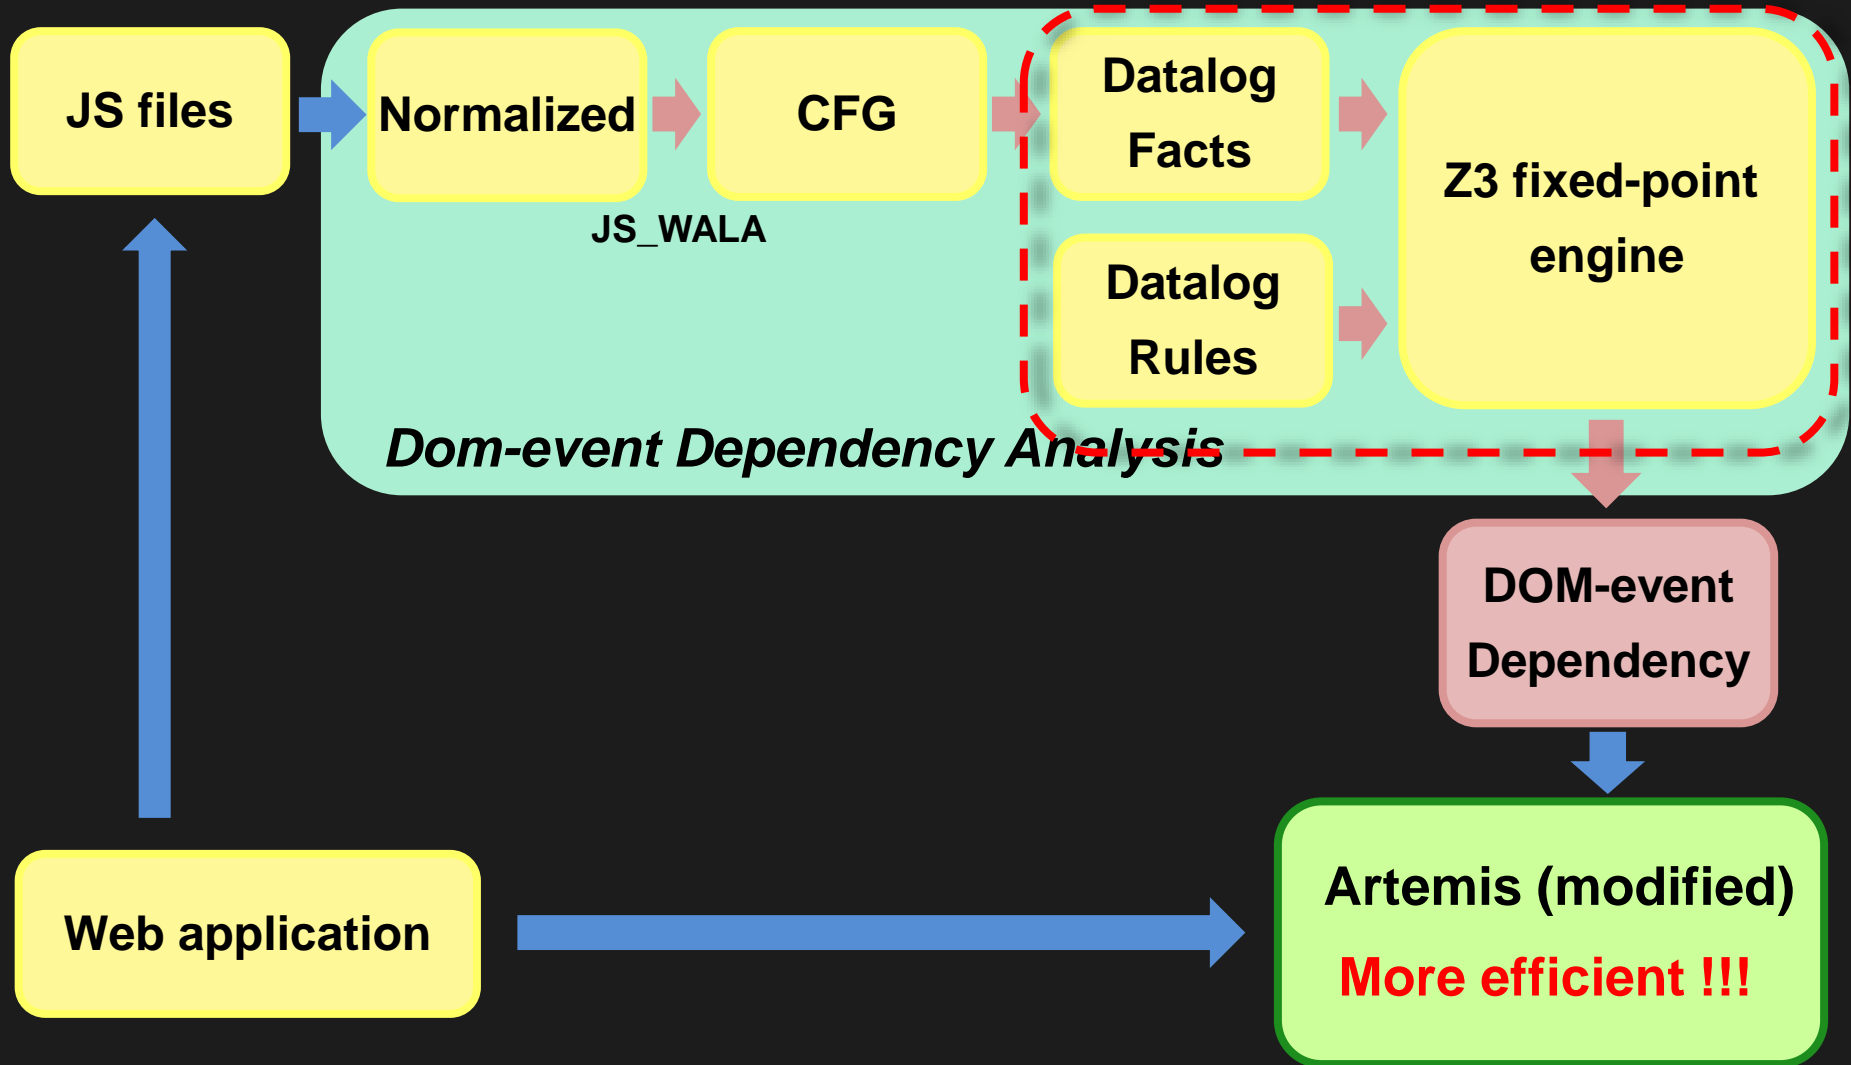 JS files
Normalized
CFG
Datalog
Facts
Z3 fixed-point
engine
JS_WALA
Datalog
Rules
Dom-event Dependency Analysis
DOM-event
Dependency
Web application
Artemis (modified)
More efficient !!!